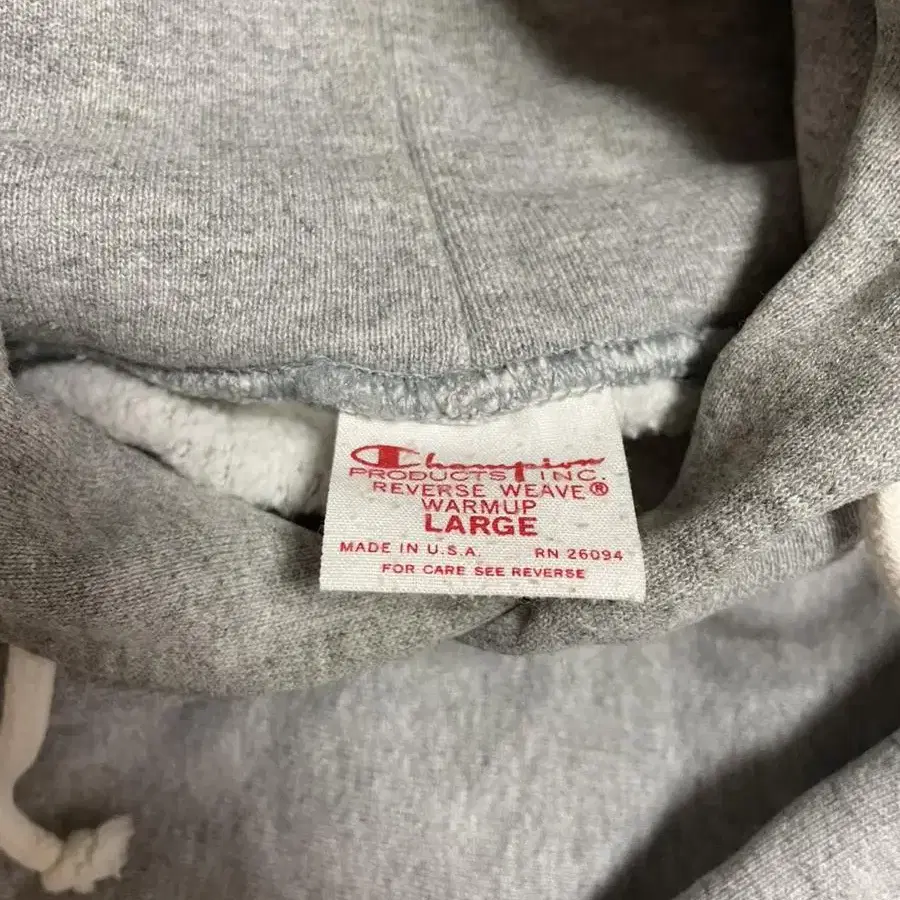 Champion
PRODUCTS INC.
REVERSE WEAVE®
WARMUP
LARGE
MADE IN U.S.A. RN 26094
FOR CARE SEE REVERSE